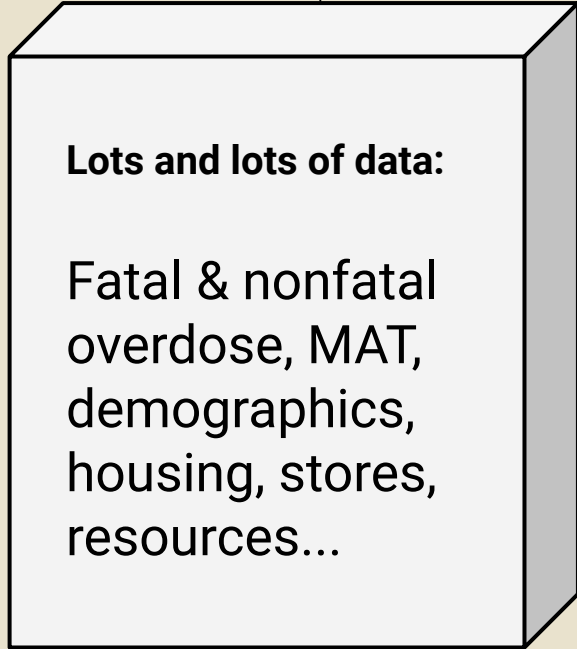 Lots and lots of data:
Fatal & nonfatal
overdose, MAT,
demographics,
housing, stores,
resources...